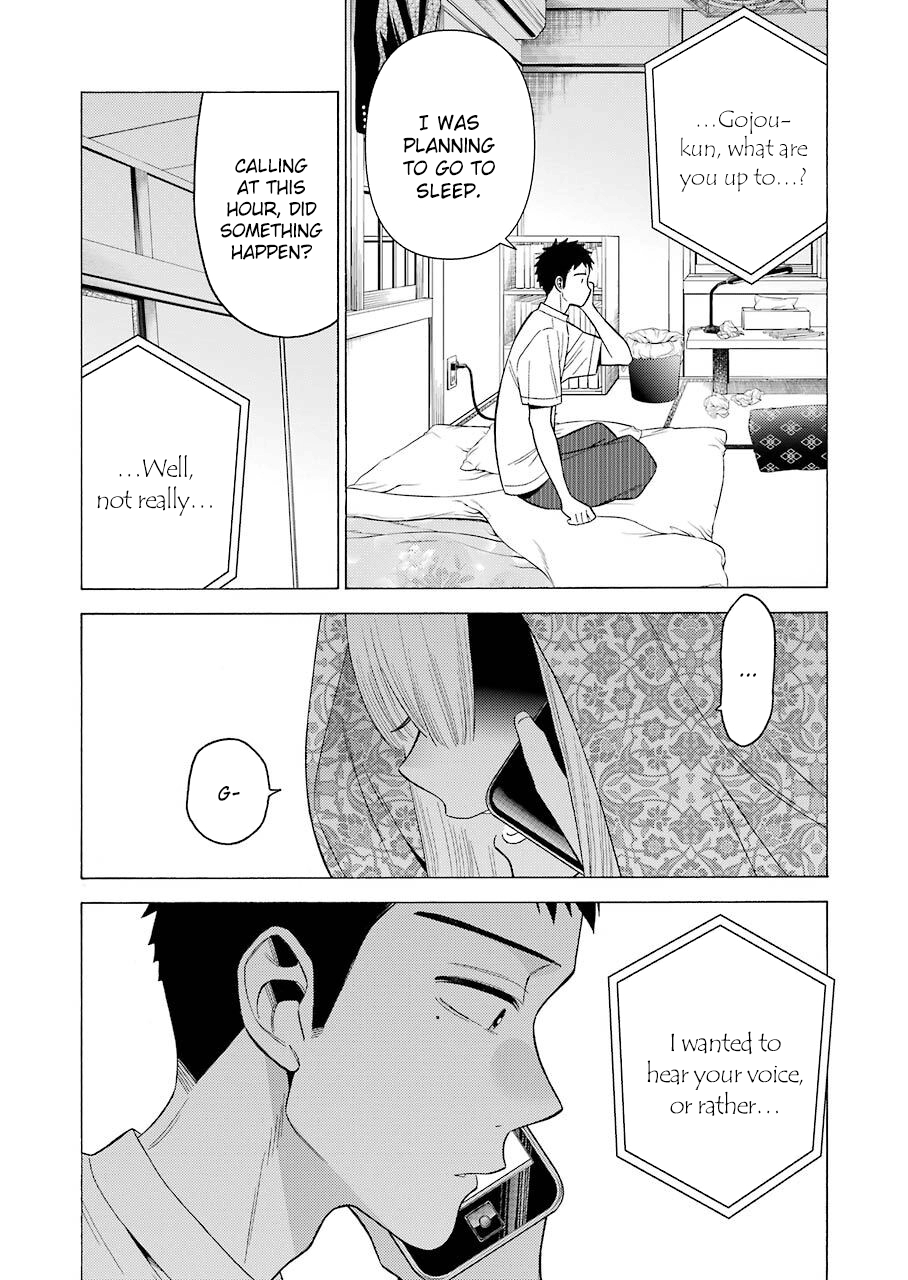 ...Gojou-
kun, what are
you up to...?
I WAS
PLANNING
TO GO TO
SLEEP.
CALLING
AT THIS
HOUR, DID
SOMETHING
HAPPEN?
...Well,
not really...
...
G-
I wanted to
hear your voice,
or rather...